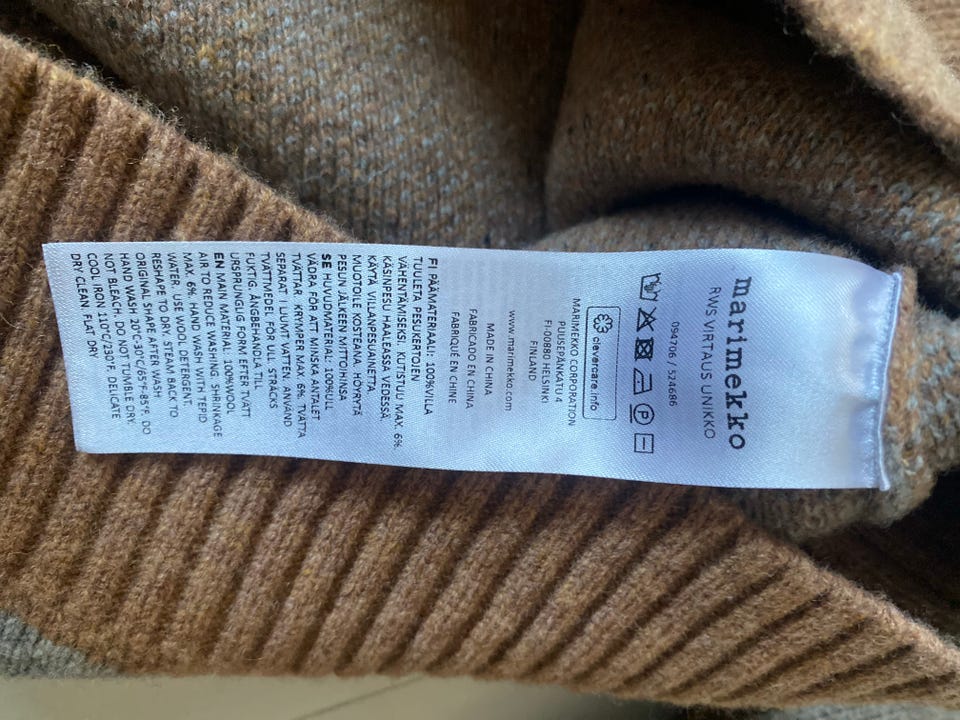 marimekko
RWS VIRTAUS UNIKKO
094706 / 524686
P
clevercare.info
MARIMEKKO CORPORATION
PUUSEPÄNKATU 4
FI-00880 HELSINKI
FINLAND
www.marimekko.com
MADE IN CHINA
FABRICADO EN CHINA
FABRIQUÉ EN CHINE
FI PÄÄMATERIAALI: 100%VILLA
TUULETA PESUKERTOJEN
VÄHENTÄMISEKSI. KUTISTUU MAX. 6%.
KÄSINPESU HAALEASSA VEDESSÄ.
KÄYTÄ VILLANPESUAINETTA.
MUOTOILE KOSTEANA. HÖYRYTÄ
PESUN JÄLKEEN MITTOIHINSA
SE HUVUDMATERIAL: 100%ULL
VÄDRA FÖR ATT MINSKA ANTALET
TVÄTTAR. KRYMPER MAX. 6%. TVÄTTA
SEPARAT I LJUMT VATTEN. ANVÄND
TVÄTTMEDEL FÖR ULL. STRÄCKS
FUKTIG. ÅNGBEHANDLA TILL
URSPRUNGLIG FORM EFTER TVÄTT
EN MAIN MATERIAL: 100%WOOL
AIR TO REDUCE WASHING. SHRINKAGE
MAX. 6%. HAND WASH WITH TEPID
WATER. USE WOOL DETERGENT.
RESHAPE TO DRY. STEAM BACK TO
ORIGINAL SHAPE AFTER WASH
HAND WASH 20°C-30°C/65°F-85°F. DO
NOT BLEACH. DO NOT TUMBLE DRY.
COOL IRON 110°C/230°F. DELICATE
DRY CLEAN. FLAT DRY